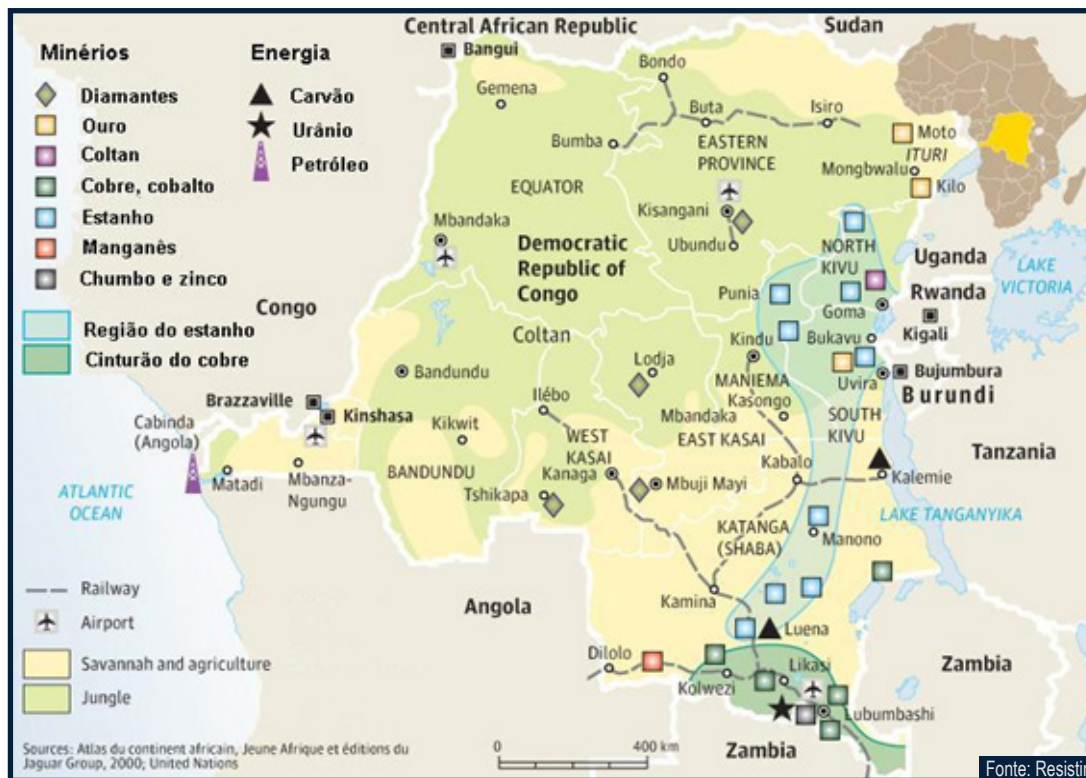 Minérios
Diamantes
Ouro
Coltan
Cobre, cobalto
Estanho
Manganès
Chumbo e zinco
Região do estanho
Cinturão do cobre
Energia
Carvão
Urânio
Petróleo
Central African Republic
Sudan
Bangui
Gemena
Bondo
Buta
Isiro
Bumba
EASTERN
PROVINCE
Moto
ITURI
Mongbwalu
Kilo
EQUATOR
Mbandaka
Kisangani
Ubundu
Democratic
Republic of
Congo
NORTH
KIVU
Uganda
LAKE
VICTORIA
Congo
Punia
Goma
Rwanda
Kigali
Coltan
Bukavu
Kindu
Lodja
Bandundu
MANIEMA
Uvira
Bujumbura
Burundi
Brazzaville
Kinshasa
Ilébo
Kasongo
Mbandaka
SOUTH
KIVU
Cabinda
(Angola)
Kikwit
WEST
KASAI
EAST KASAI
Tanzania
Matadi
Mbanza-
Ngungu
BANDUNDU
Kanaga
Tshikapa
Mbuji Mayi
Kabalo
Kalemie
ATLANTIC
OCEAN
KATANGA
(SHABA)
Manono
LAKE TANGANYIKA
Railway
Airport
Savannah and agriculture
Jungle
Angola
Kamina
Luena
Dilolo
Kolwezi
Likasi
Lubumbashi
Zambia
Zambia
Sources: Atlas du continent africain, Jeune Afrique et éditions du
Jaguar Group, 2000; United Nations
0 400 km
Fonte: Resistir